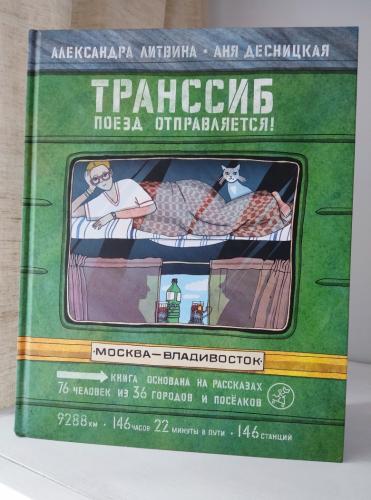 АЛЕКСАНДРА ЛИТВИНА · АНЯ ДЕСНИЦКАЯ
ТРАНССИБ
ПОЕЗД ОТПРАВЛЯЕТСЯ!
·МОСКВА—ВЛАДИВОСТОК·
КНИГА ОСНОВАНА НА РАССКАЗАХ
76 ЧЕЛОВЕК ИЗ 36 ГОРОДОВ И ПОСЁЛКОВ
9288 КМ · 146 ЧАСОВ 22 МИНУТЫ В ПУТИ · 146 СТАНЦИЙ